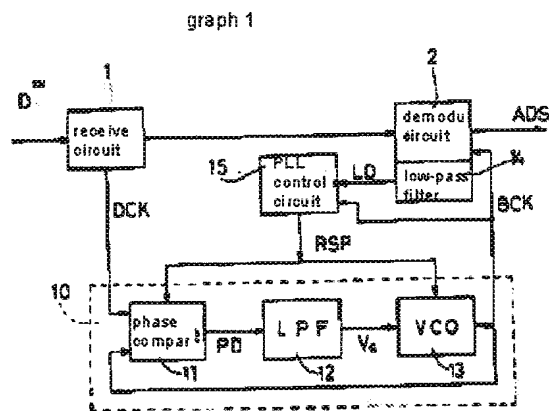 graph 1
1
2
D
receive
circuit
demodu
circuit
ADS
15
PLL
control
circuit
LD
low-pass
filter
14
DCK
BCK
RSP
10
phase
compar
PD
LPF
VCO
11
12
13